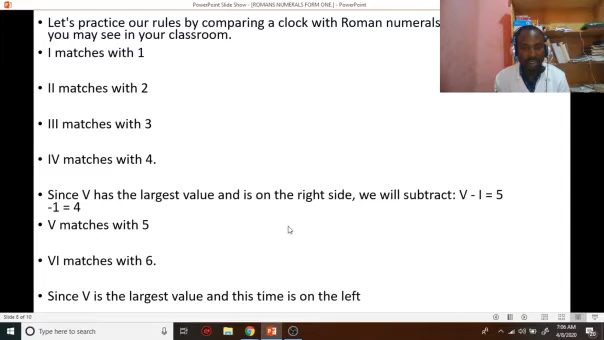 PowerPoint Slide Show - [ROMANS NUMERALS FORM ONE.] - PowerPoint
• Let's practice our rules by comparing a clock with Roman numerals
you may see in your classroom.
• I matches with 1
• II matches with 2
• III matches with 3
• IV matches with 4.
• Since V has the largest value and is on the right side, we will subtract: V - I = 5
-1 = 4
• V matches with 5
• VI matches with 6.
• Since V is the largest value and this time is on the left
Slide 6 of 10
Type here to search
7:06 AM
4/8/2020